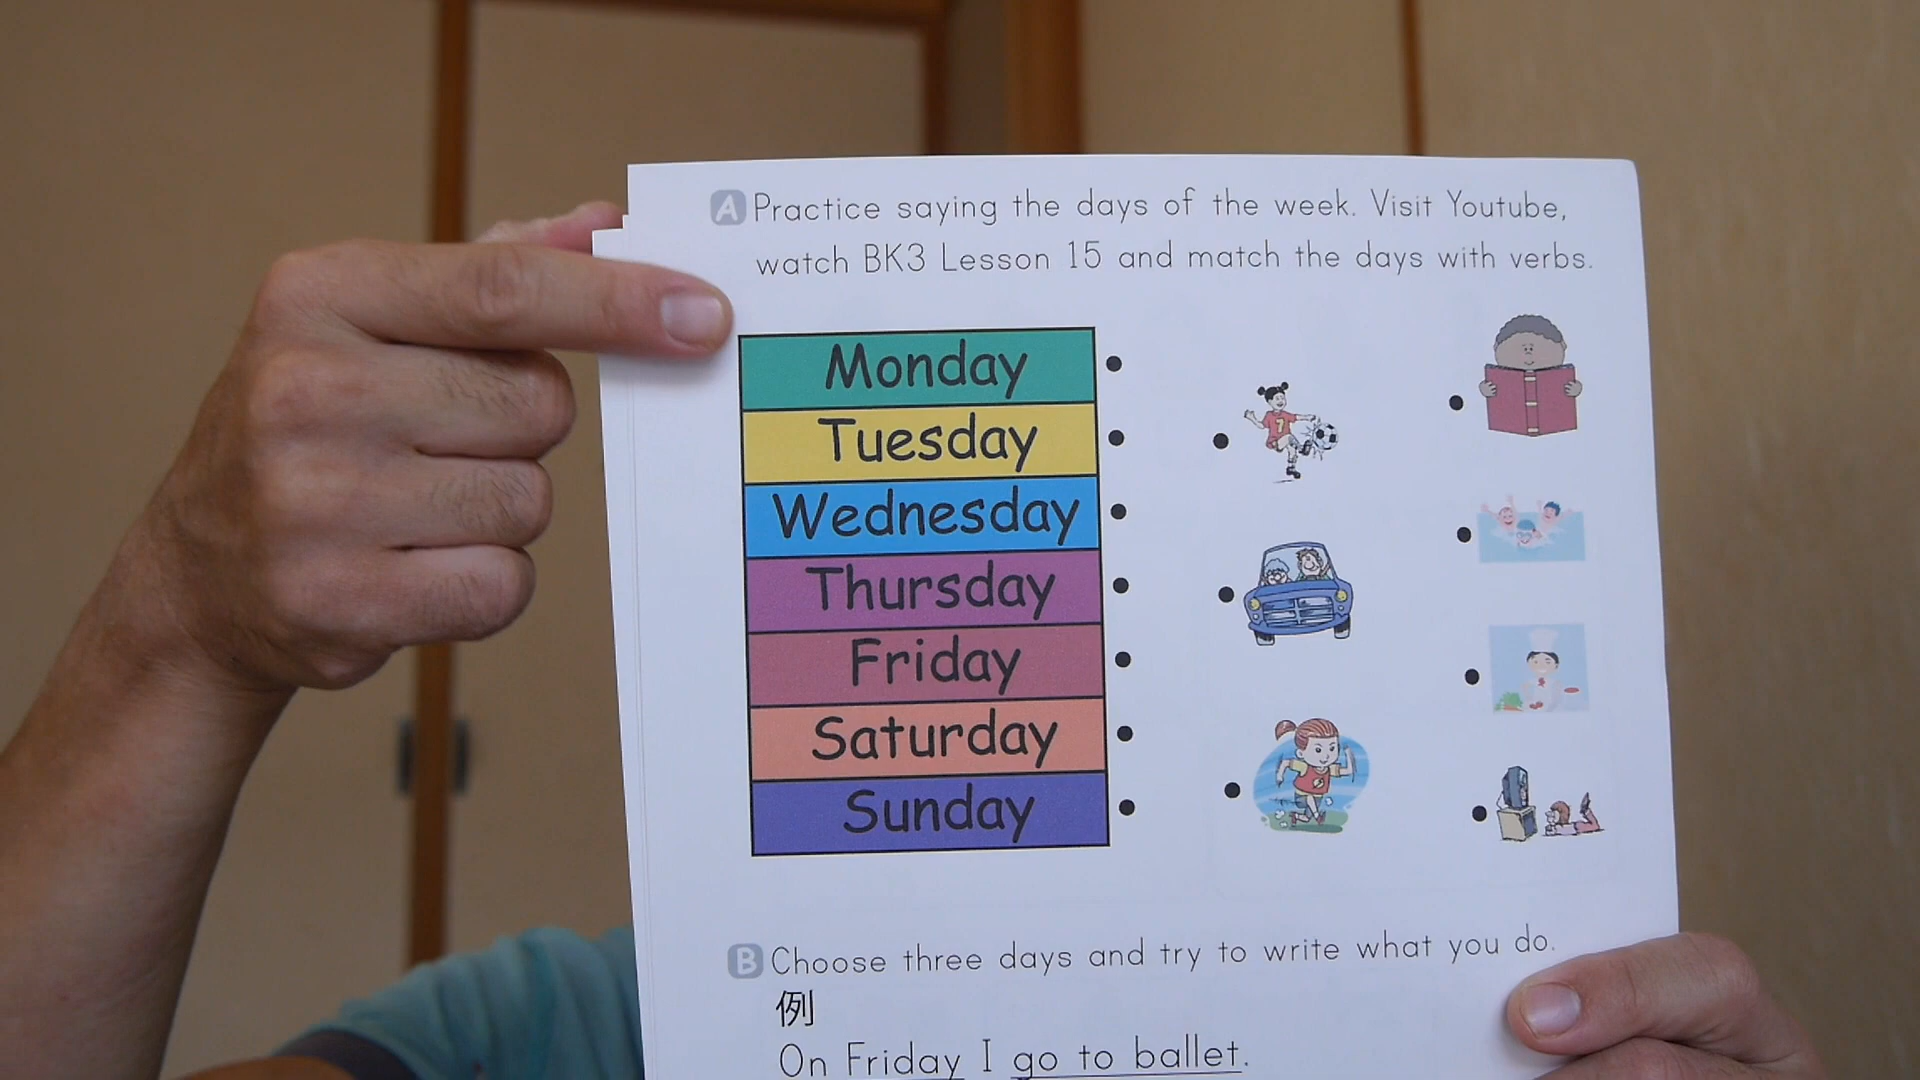 A Practice saying the days of the week. Visit Youtube,
watch BK3 Lesson 15 and match the days with verbs.
Monday
Tuesday
Wednesday
Thursday
Friday
Saturday
Sunday
7
B Choose three days and try to write what you do.
例
On Friday I go to ballet.